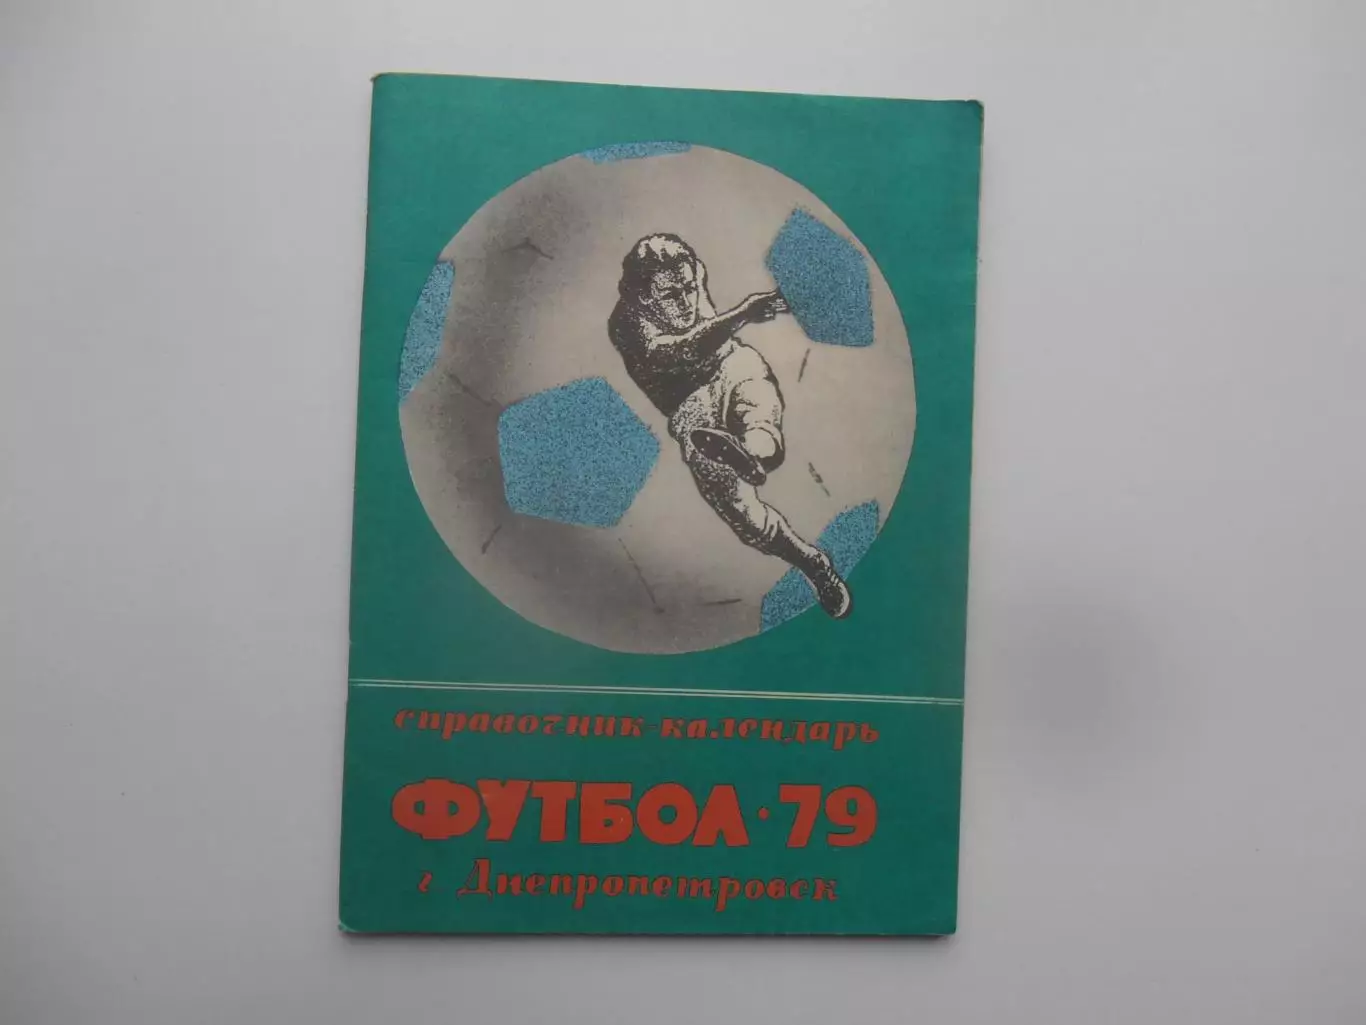 справочник-календарь
ФУТБОЛ·79
г. Днепропетровск